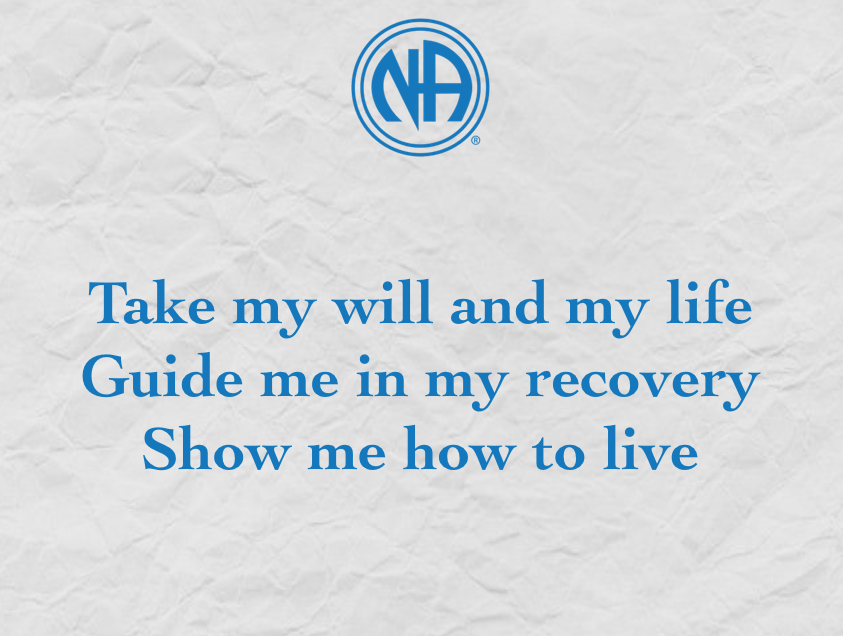 NA
®
Take my will and my life
Guide me in my recovery
Show me how to live